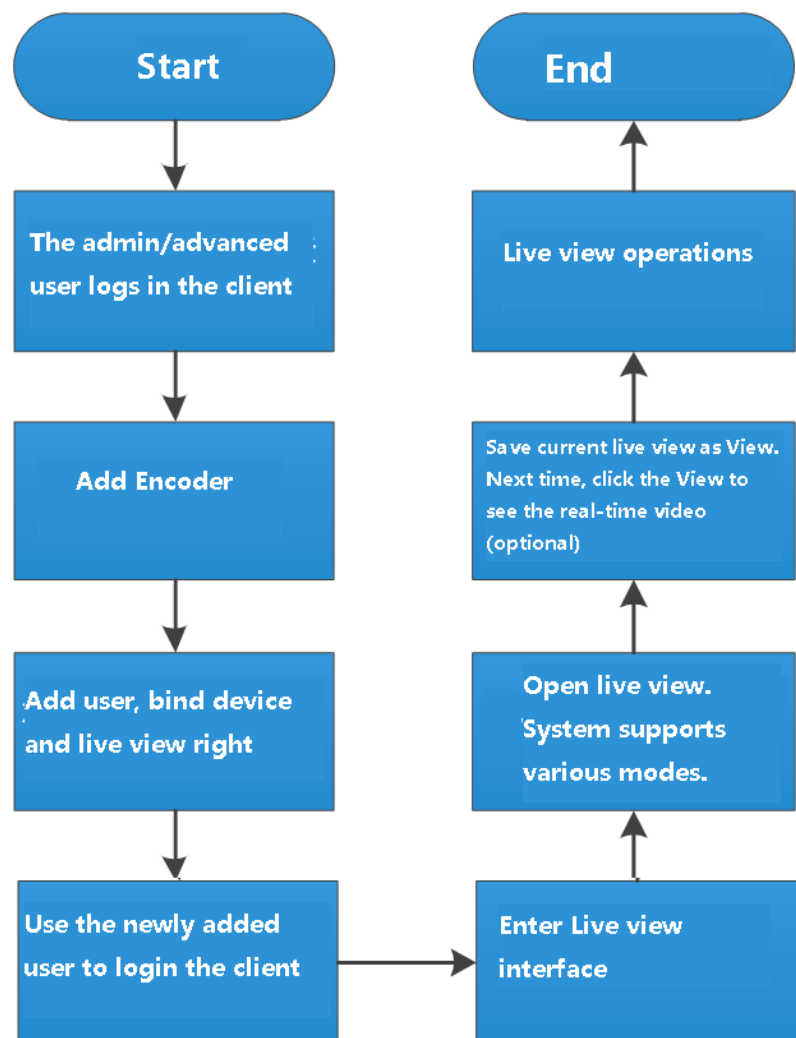 Start
The admin/advanced
user logs in the client
Add Encoder
Add user, bind device
and live view right
Use the newly added
user to login the client
Enter Live view
interface
Open live view.
System supports
various modes.
Save current live view as View.
Next time, click the View to
see the real-time video
(optional)
Live view operations
End